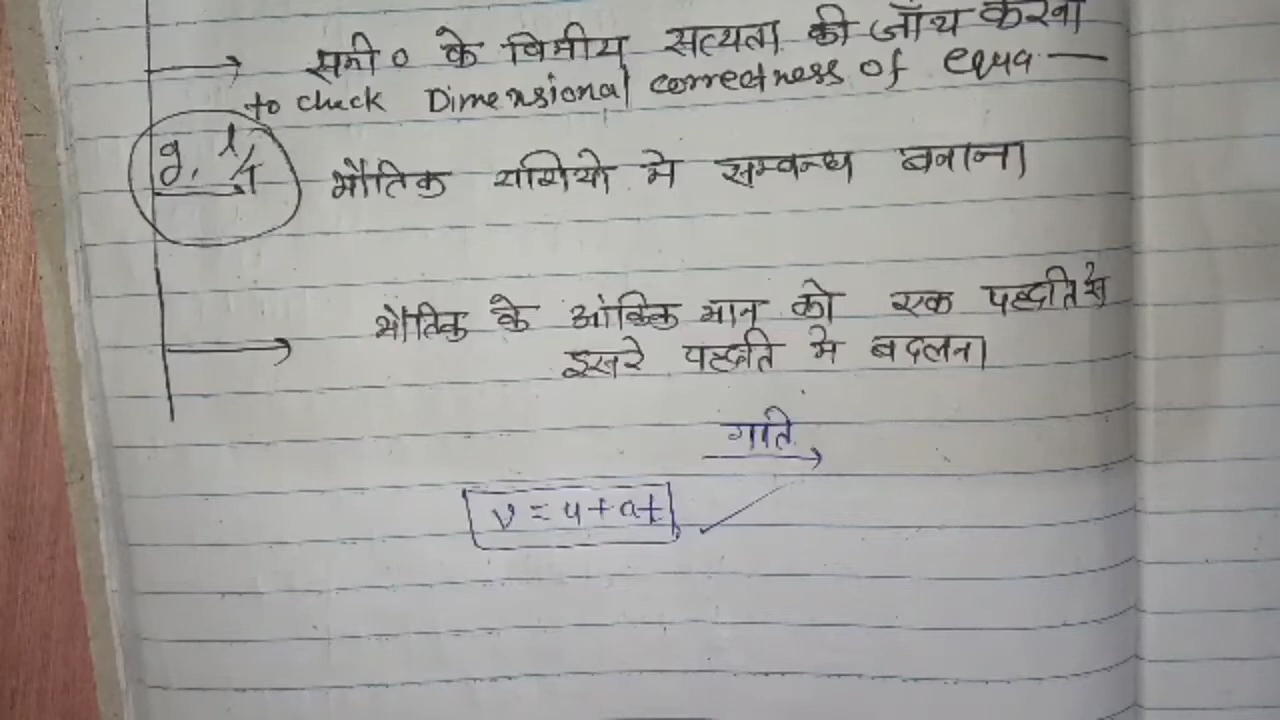 समी० के विमीय सत्यता की जाँच करना
to check Dimensional correctness of equa —
g, l/T
भौतिक राशियो मे सम्बन्ध बनाना
भौतिक के आंकिक मान को एक पद्धति से
दूसरे पद्धति मे बदलना
गति
v = u + at